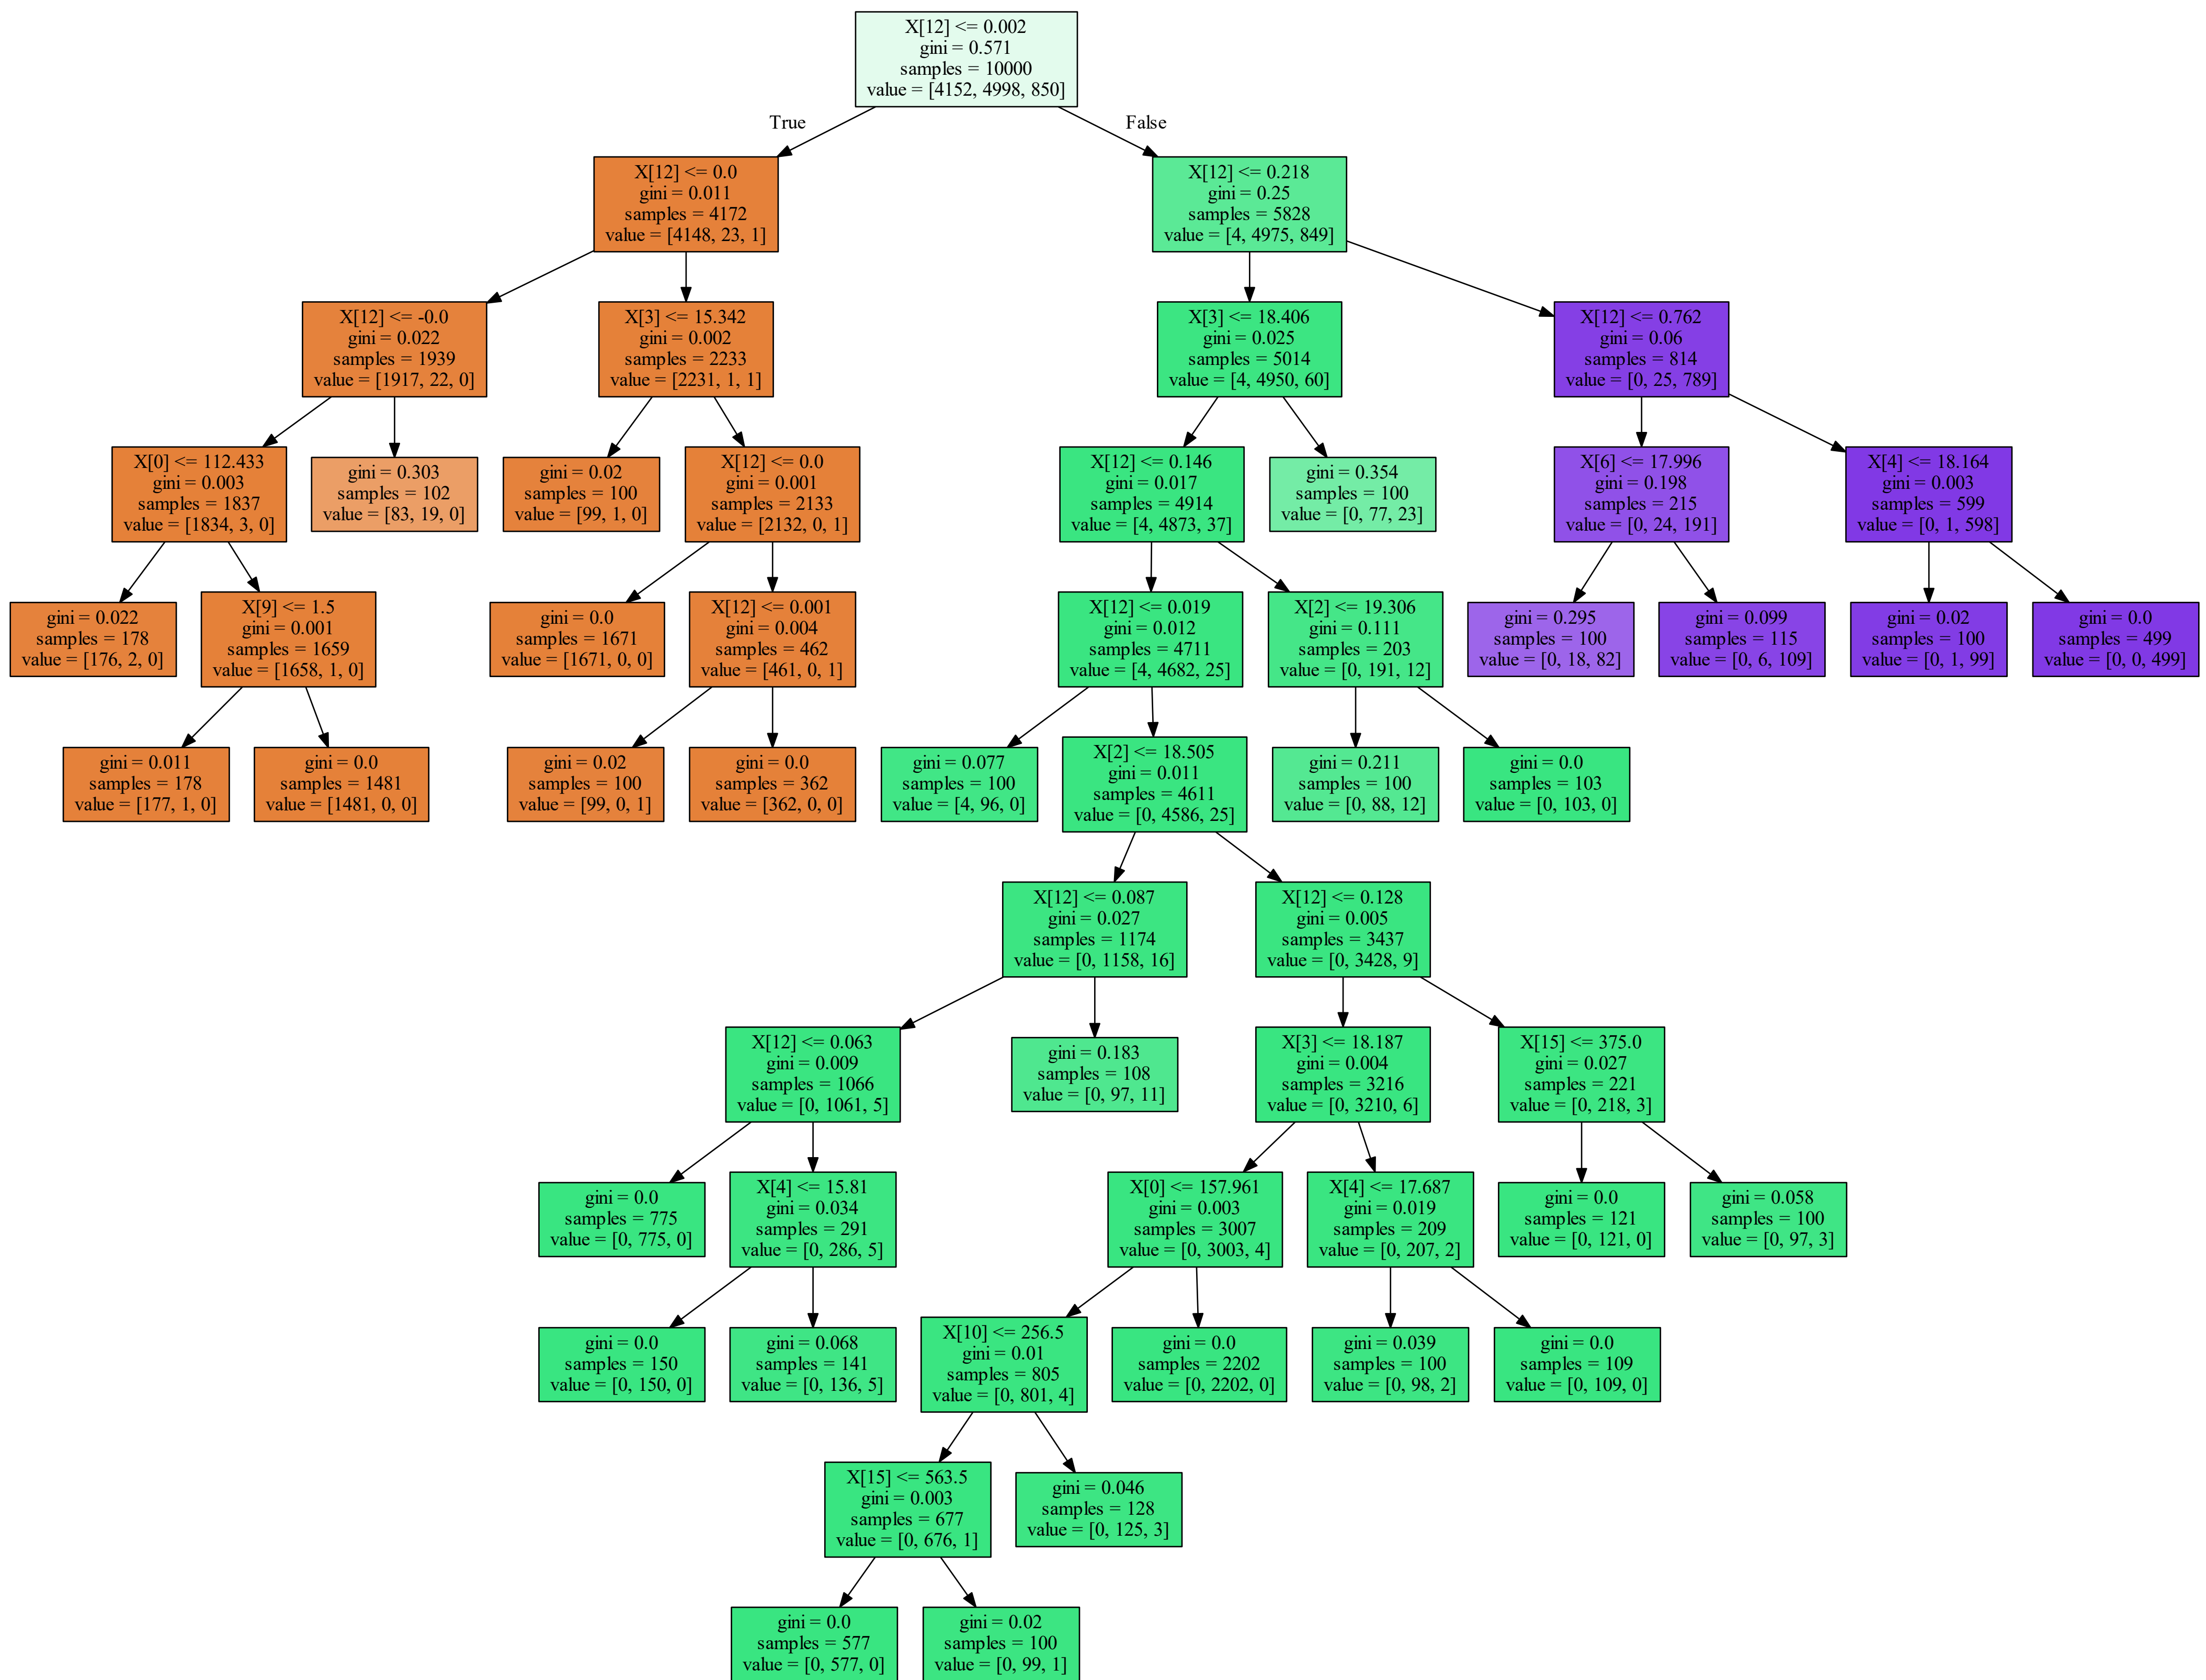 X[12] <= 0.002
gini = 0.571
samples = 10000
value = [4152, 4998, 850]
True
False
X[12] <= 0.0
gini = 0.011
samples = 4172
value = [4148, 23, 1]
X[12] <= 0.218
gini = 0.25
samples = 5828
value = [4, 4975, 849]
X[12] <= -0.0
gini = 0.022
samples = 1939
value = [1917, 22, 0]
X[3] <= 15.342
gini = 0.002
samples = 2233
value = [2231, 1, 1]
X[3] <= 18.406
gini = 0.025
samples = 5014
value = [4, 4950, 60]
X[12] <= 0.762
gini = 0.06
samples = 814
value = [0, 25, 789]
X[0] <= 112.433
gini = 0.003
samples = 1837
value = [1834, 3, 0]
gini = 0.303
samples = 102
value = [83, 19, 0]
gini = 0.02
samples = 100
value = [99, 1, 0]
X[12] <= 0.0
gini = 0.001
samples = 2133
value = [2132, 0, 1]
X[12] <= 0.146
gini = 0.017
samples = 4914
value = [4, 4873, 37]
gini = 0.354
samples = 100
value = [0, 77, 23]
X[6] <= 17.996
gini = 0.198
samples = 215
value = [0, 24, 191]
X[4] <= 18.164
gini = 0.003
samples = 599
value = [0, 1, 598]
gini = 0.022
samples = 178
value = [176, 2, 0]
X[9] <= 1.5
gini = 0.001
samples = 1659
value = [1658, 1, 0]
gini = 0.0
samples = 1671
value = [1671, 0, 0]
X[12] <= 0.001
gini = 0.004
samples = 462
value = [461, 0, 1]
X[12] <= 0.019
gini = 0.012
samples = 4711
value = [4, 4682, 25]
X[2] <= 19.306
gini = 0.111
samples = 203
value = [0, 191, 12]
gini = 0.295
samples = 100
value = [0, 18, 82]
gini = 0.099
samples = 115
value = [0, 6, 109]
gini = 0.02
samples = 100
value = [0, 1, 99]
gini = 0.0
samples = 499
value = [0, 0, 499]
gini = 0.011
samples = 178
value = [177, 1, 0]
gini = 0.0
samples = 1481
value = [1481, 0, 0]
gini = 0.02
samples = 100
value = [99, 0, 1]
gini = 0.0
samples = 362
value = [362, 0, 0]
gini = 0.077
samples = 100
value = [4, 96, 0]
X[2] <= 18.505
gini = 0.011
samples = 4611
value = [0, 4586, 25]
gini = 0.211
samples = 100
value = [0, 88, 12]
gini = 0.0
samples = 103
value = [0, 103, 0]
X[12] <= 0.087
gini = 0.027
samples = 1174
value = [0, 1158, 16]
X[12] <= 0.128
gini = 0.005
samples = 3437
value = [0, 3428, 9]
X[12] <= 0.063
gini = 0.009
samples = 1066
value = [0, 1061, 5]
gini = 0.183
samples = 108
value = [0, 97, 11]
X[3] <= 18.187
gini = 0.004
samples = 3216
value = [0, 3210, 6]
X[15] <= 375.0
gini = 0.027
samples = 221
value = [0, 218, 3]
gini = 0.0
samples = 775
value = [0, 775, 0]
X[4] <= 15.81
gini = 0.034
samples = 291
value = [0, 286, 5]
X[0] <= 157.961
gini = 0.003
samples = 3007
value = [0, 3003, 4]
X[4] <= 17.687
gini = 0.019
samples = 209
value = [0, 207, 2]
gini = 0.0
samples = 121
value = [0, 121, 0]
gini = 0.058
samples = 100
value = [0, 97, 3]
gini = 0.0
samples = 150
value = [0, 150, 0]
gini = 0.068
samples = 141
value = [0, 136, 5]
X[10] <= 256.5
gini = 0.01
samples = 805
value = [0, 801, 4]
gini = 0.0
samples = 2202
value = [0, 2202, 0]
gini = 0.039
samples = 100
value = [0, 98, 2]
gini = 0.0
samples = 109
value = [0, 109, 0]
X[15] <= 563.5
gini = 0.003
samples = 677
value = [0, 676, 1]
gini = 0.046
samples = 128
value = [0, 125, 3]
gini = 0.0
samples = 577
value = [0, 577, 0]
gini = 0.02
samples = 100
value = [0, 99, 1]